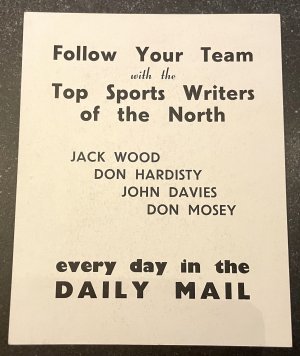 Follow Your Team
with the
Top Sports Writers
of the North
JACK WOOD
DON HARDISTY
JOHN DAVIES
DON MOSEY
every day in the
DAILY MAIL